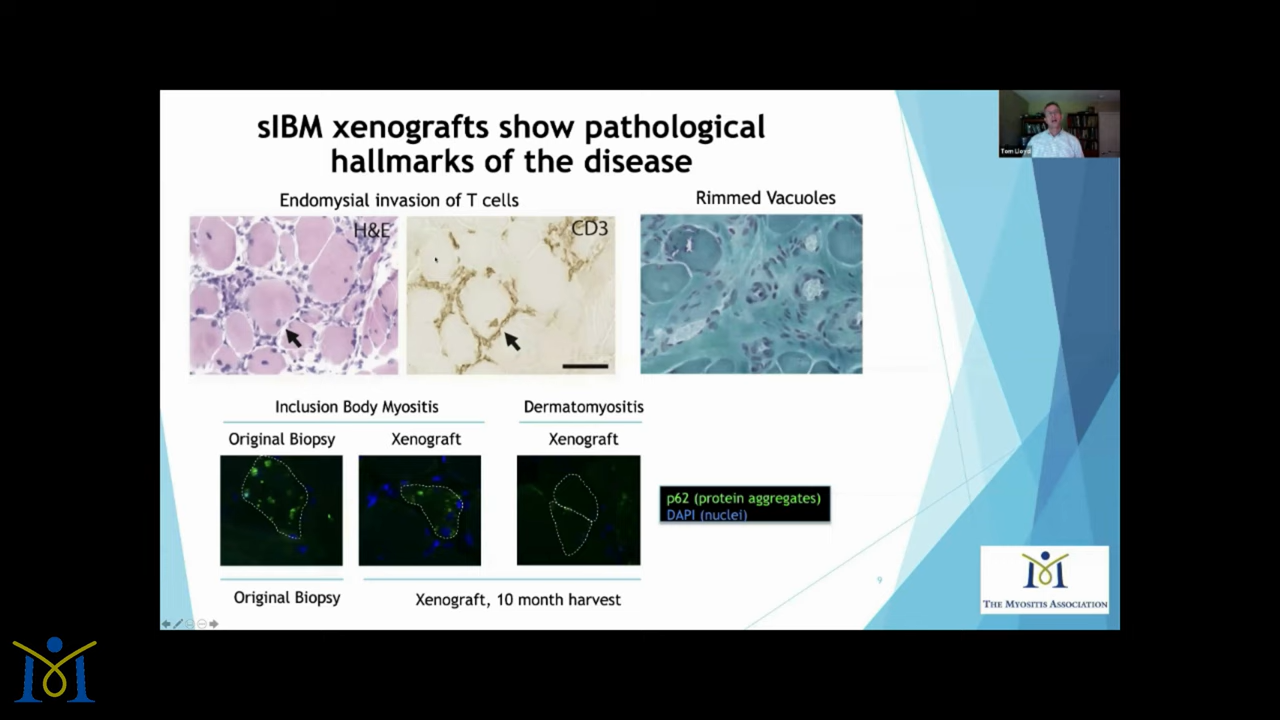 sIBM xenografts show pathological
hallmarks of the disease
Tom Lloyd
Endomysial invasion of T cells
Rimmed Vacuoles
H&E
CD3
Inclusion Body Myositis
Dermatomyositis
Original Biopsy
Xenograft
Xenograft
p62 (protein aggregates)
DAPI (nuclei)
Original Biopsy
Xenograft, 10 month harvest
9
THE MYOSITIS ASSOCIATION